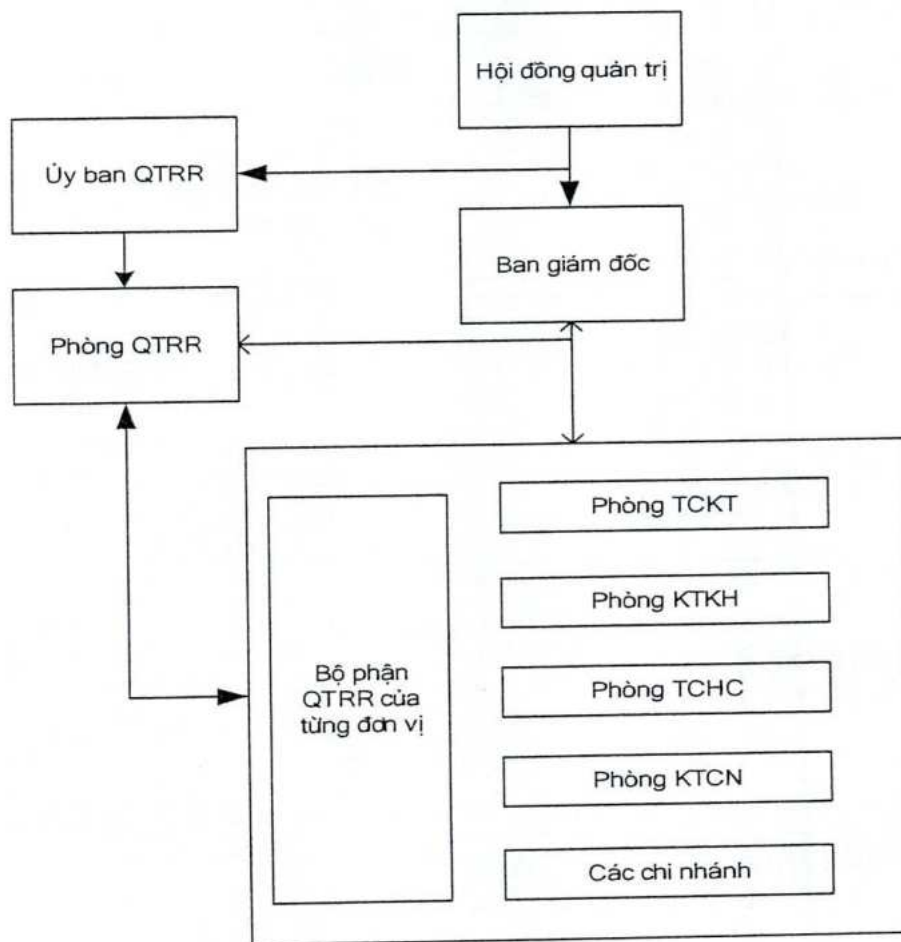 Hội đồng quản trị
Ủy ban QTRR
Ban giám đốc
Phòng QTRR
Phòng TCKT
Phòng KTKH
Bộ phận
QTRR của
từng đơn vị
Phòng TCHC
Phòng KTCN
Các chi nhánh